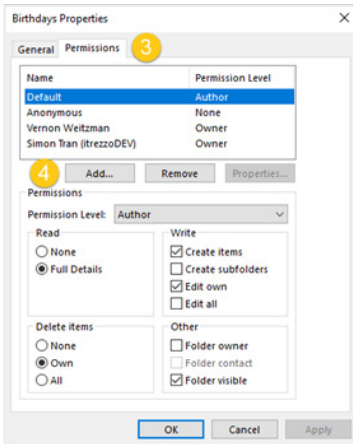 Birthdays Properties
General Permissions 3
Name Permission Level
Default Author
Anonymous None
Vernon Weitzman Owner
Simon Tran (itrezzoDEV) Owner
4 Add... Remove Properties...
Permissions
Permission Level: Author
Read Write
None Create items
Full Details Create subfolders
Edit own
Edit all
Delete items Other
None Folder owner
Own Folder contact
All Folder visible
OK Cancel Apply